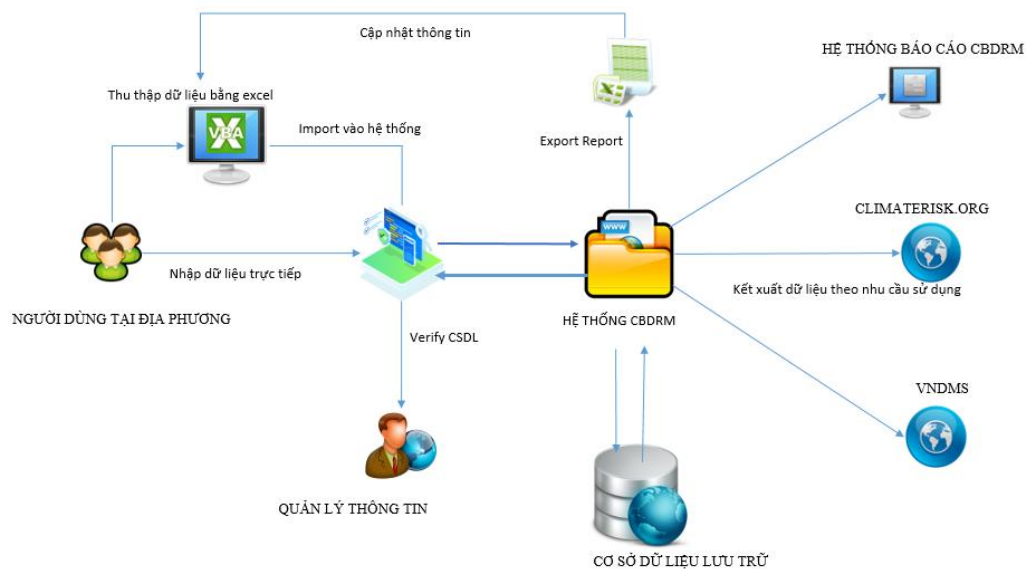 Cập nhật thông tin
HỆ THỐNG BÁO CÁO CBDRM
Thu thập dữ liệu bằng excel
VBA
Import vào hệ thống
Export Report
CLIMATERISK.ORG
WWW
Nhập dữ liệu trực tiếp
Kết xuất dữ liệu theo nhu cầu sử dụng
NGƯỜI DÙNG TẠI ĐỊA PHƯƠNG
HỆ THỐNG CBDRM
Verify CSDL
VNDMS
QUẢN LÝ THÔNG TIN
CƠ SỞ DỮ LIỆU LƯU TRỮ